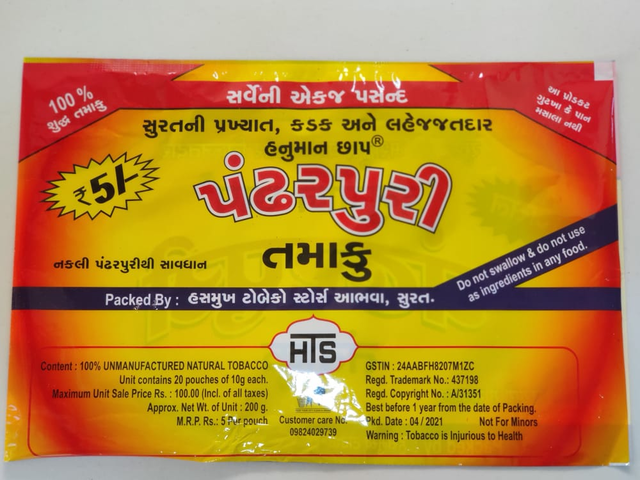 100 %
શુદ્ધ તમાકુ
સર્વેની એકજ પસંદ
આ પ્રોડક્ટ
ગુટખા કે પાન
મસાલા નથી
સુરતની પ્રખ્યાત, કડક અને લહેજજતદાર
હનુમાન છાપ®
₹ 5/-
પંઢરપુરી
તમાકુ
નકલી પંઢરપુરીથી સાવધાન
Do not swallow & do not use
as ingredients in any food.
Packed By : હસમુખ ટોબેકો સ્ટોર્સ આભવા, સુરત.
HTS
Content : 100% UNMANUFACTURED NATURAL TOBACCO
Unit contains 20 pouches of 10g each.
Maximum Unit Sale Price Rs. : 100.00 (Incl. of all taxes)
Approx. Net Wt. of Unit : 200 g.
M.R.P. Rs.: 5 Per pouch
Customer care No.
09824029739
GSTIN : 24AABFH8207M1ZC
Regd. Trademark No.: 437198
Regd. Copyright No. : A/31351
Best before 1 year from the date of Packing.
Pkd. Date : 04 / 2021 Not For Minors
Warning : Tobacco is Injurious to Health